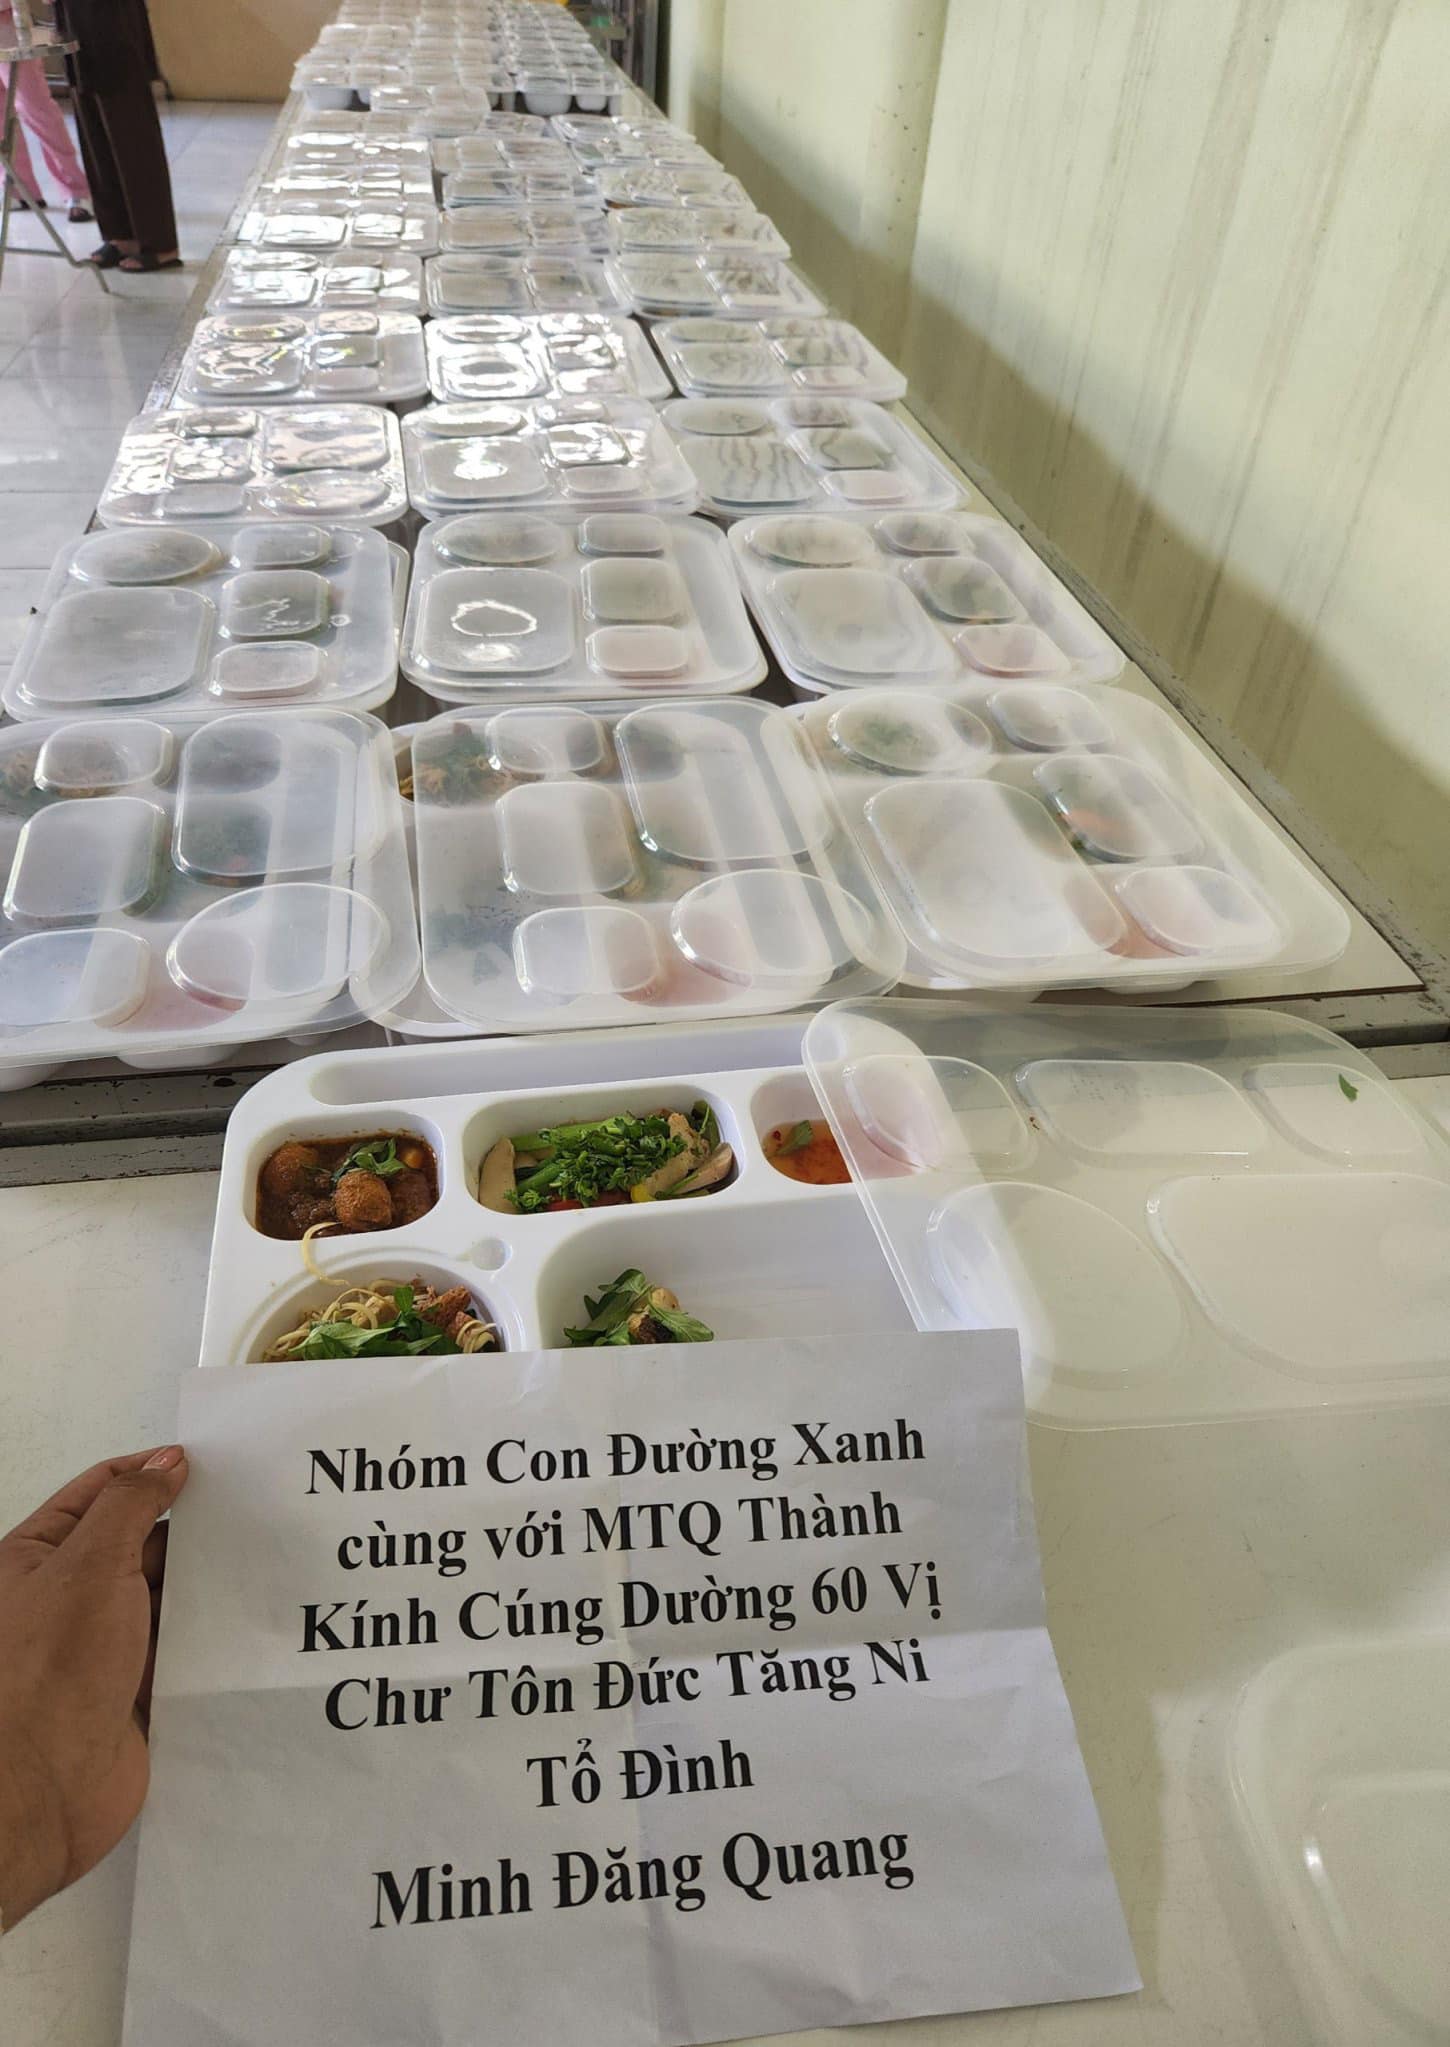 Nhóm Con Đường Xanh
cùng với MTQ Thành
Kính Cúng Dường 60 Vị
Chư Tôn Đức Tăng Ni
Tổ Đình
Minh Đăng Quang